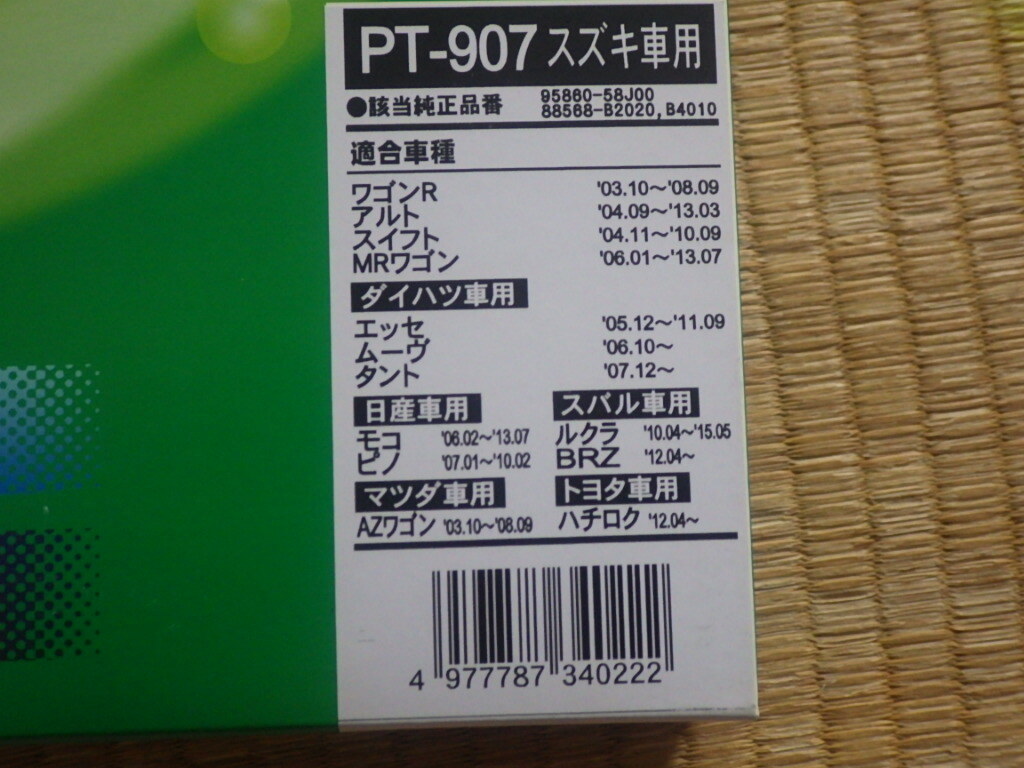 PT-907 スズキ車用
●該当純正品番 95860-58J00
88568-B2020, B4010
適合車種
ワゴンR '03.10～'08.09
アルト '04.09～'13.03
スイフト '04.11～'10.09
MRワゴン '06.01～'13.07
ダイハツ車用
エッセ '05.12～'11.09
ムーヴ '06.10～
タント '07.12～
日産車用
モコ '06.02～'13.07
ピノ '07.01～'10.02
スバル車用
ルクラ '10.04～'15.05
BRZ '12.04～
マツダ車用
AZワゴン '03.10～'08.09
トヨタ車用
ハチロク '12.04～
4 977787 340222